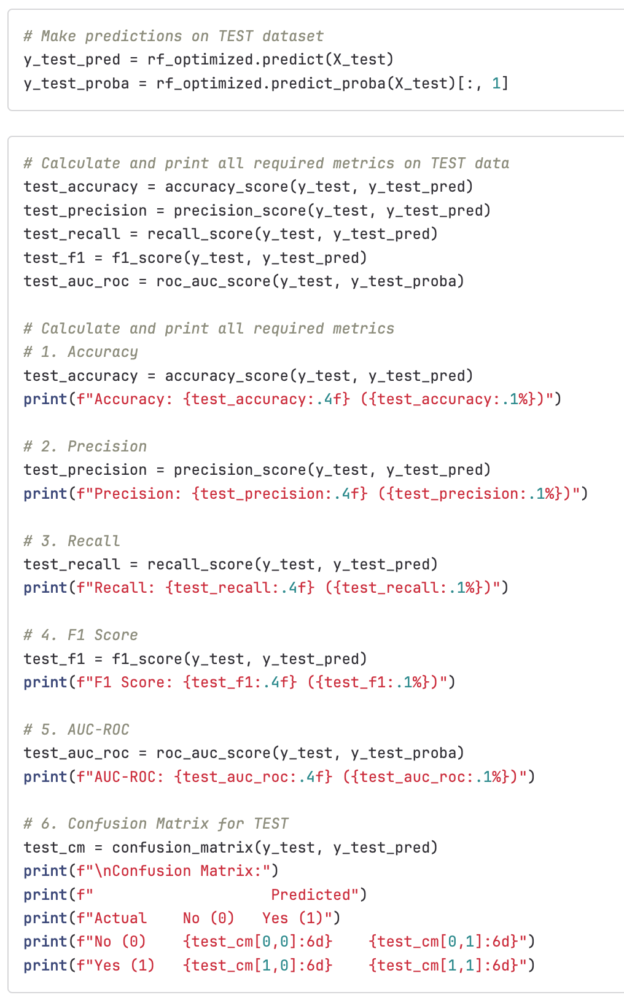 # Make predictions on TEST dataset
y_test_pred = rf_optimized.predict(X_test)
y_test_proba = rf_optimized.predict_proba(X_test)[:, 1]
# Calculate and print all required metrics on TEST data
test_accuracy = accuracy_score(y_test, y_test_pred)
test_precision = precision_score(y_test, y_test_pred)
test_recall = recall_score(y_test, y_test_pred)
test_f1 = f1_score(y_test, y_test_pred)
test_auc_roc = roc_auc_score(y_test, y_test_proba)
# Calculate and print all required metrics
# 1. Accuracy
test_accuracy = accuracy_score(y_test, y_test_pred)
print(f"Accuracy: {test_accuracy:.4f} ({test_accuracy:.1%})")
# 2. Precision
test_precision = precision_score(y_test, y_test_pred)
print(f"Precision: {test_precision:.4f} ({test_precision:.1%})")
# 3. Recall
test_recall = recall_score(y_test, y_test_pred)
print(f"Recall: {test_recall:.4f} ({test_recall:.1%})")
# 4. F1 Score
test_f1 = f1_score(y_test, y_test_pred)
print(f"F1 Score: {test_f1:.4f} ({test_f1:.1%})")
# 5. AUC-ROC
test_auc_roc = roc_auc_score(y_test, y_test_proba)
print(f"AUC-ROC: {test_auc_roc:.4f} ({test_auc_roc:.1%})")
# 6. Confusion Matrix for TEST
test_cm = confusion_matrix(y_test, y_test_pred)
print(f"\nConfusion Matrix:")
print(f"                    Predicted")
print(f"Actual    No (0)   Yes (1)")
print(f"No (0)    {test_cm[0,0]:6d}    {test_cm[0,1]:6d}")
print(f"Yes (1)   {test_cm[1,0]:6d}    {test_cm[1,1]:6d}")